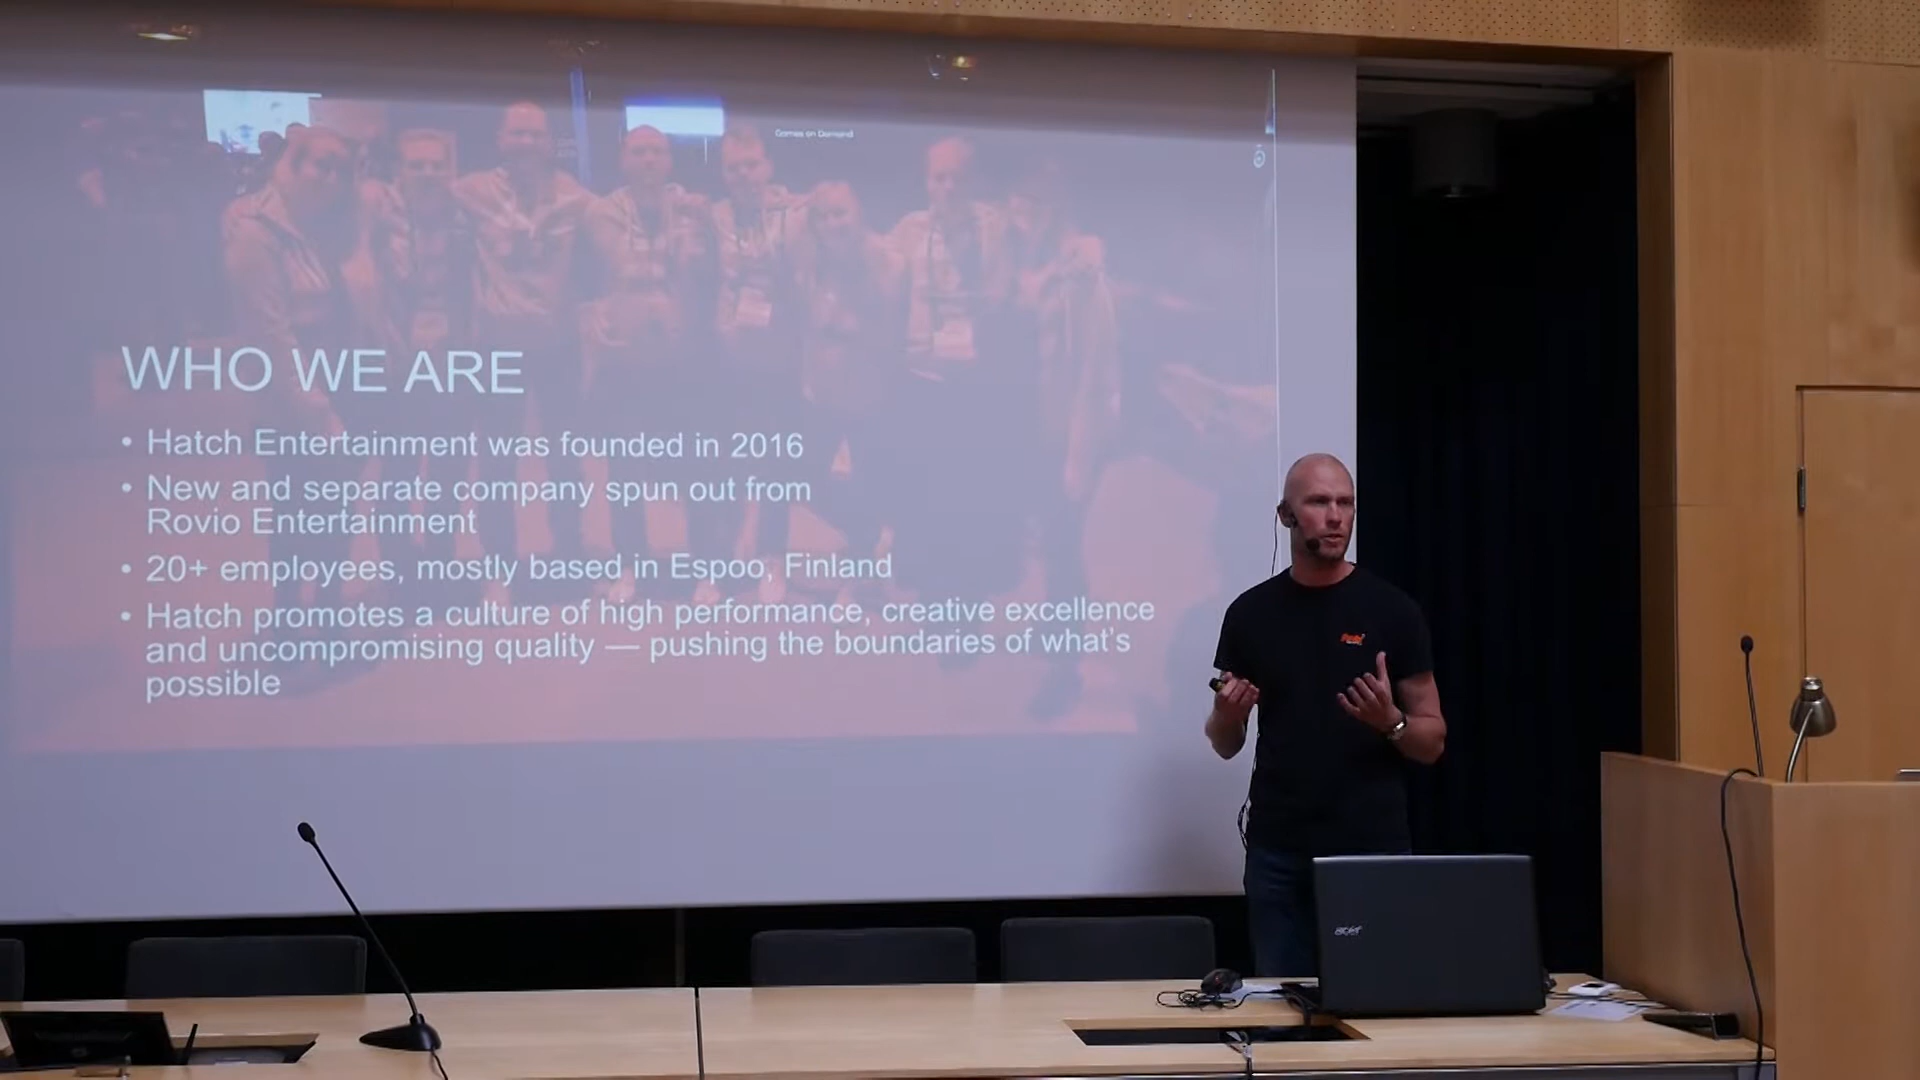 Games on Demand
WHO WE ARE
• Hatch Entertainment was founded in 2016
• New and separate company spun out from
Rovio Entertainment
• 20+ employees, mostly based in Espoo, Finland
• Hatch promotes a culture of high performance, creative excellence
and uncompromising quality — pushing the boundaries of what's
possible
acer